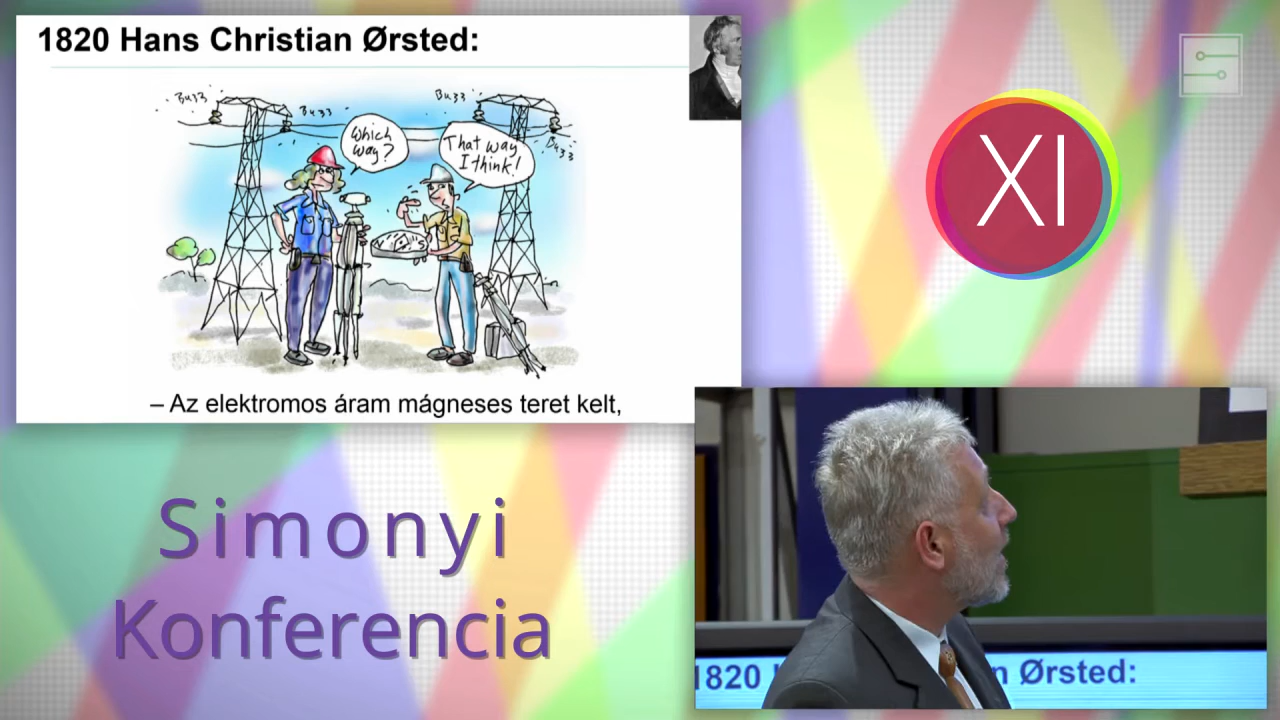 1820 Hans Christian Ørsted:
Buzz
Buzz
Buzz
Buzz
Which
way?
That way
I think!
– Az elektromos áram mágneses teret kelt,
XI
Simonyi
Konferencia
1820
n Ørsted: